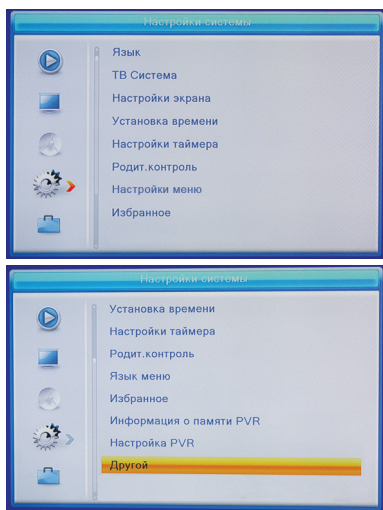 Настройки системы
Язык
ТВ Система
Настройки экрана
Установка времени
Настройки таймера
Родит.контроль
Настройки меню
Избранное
Настройки системы
Установка времени
Настройки таймера
Родит.контроль
Язык меню
Избранное
Информация о памяти PVR
Настройка PVR
Другой